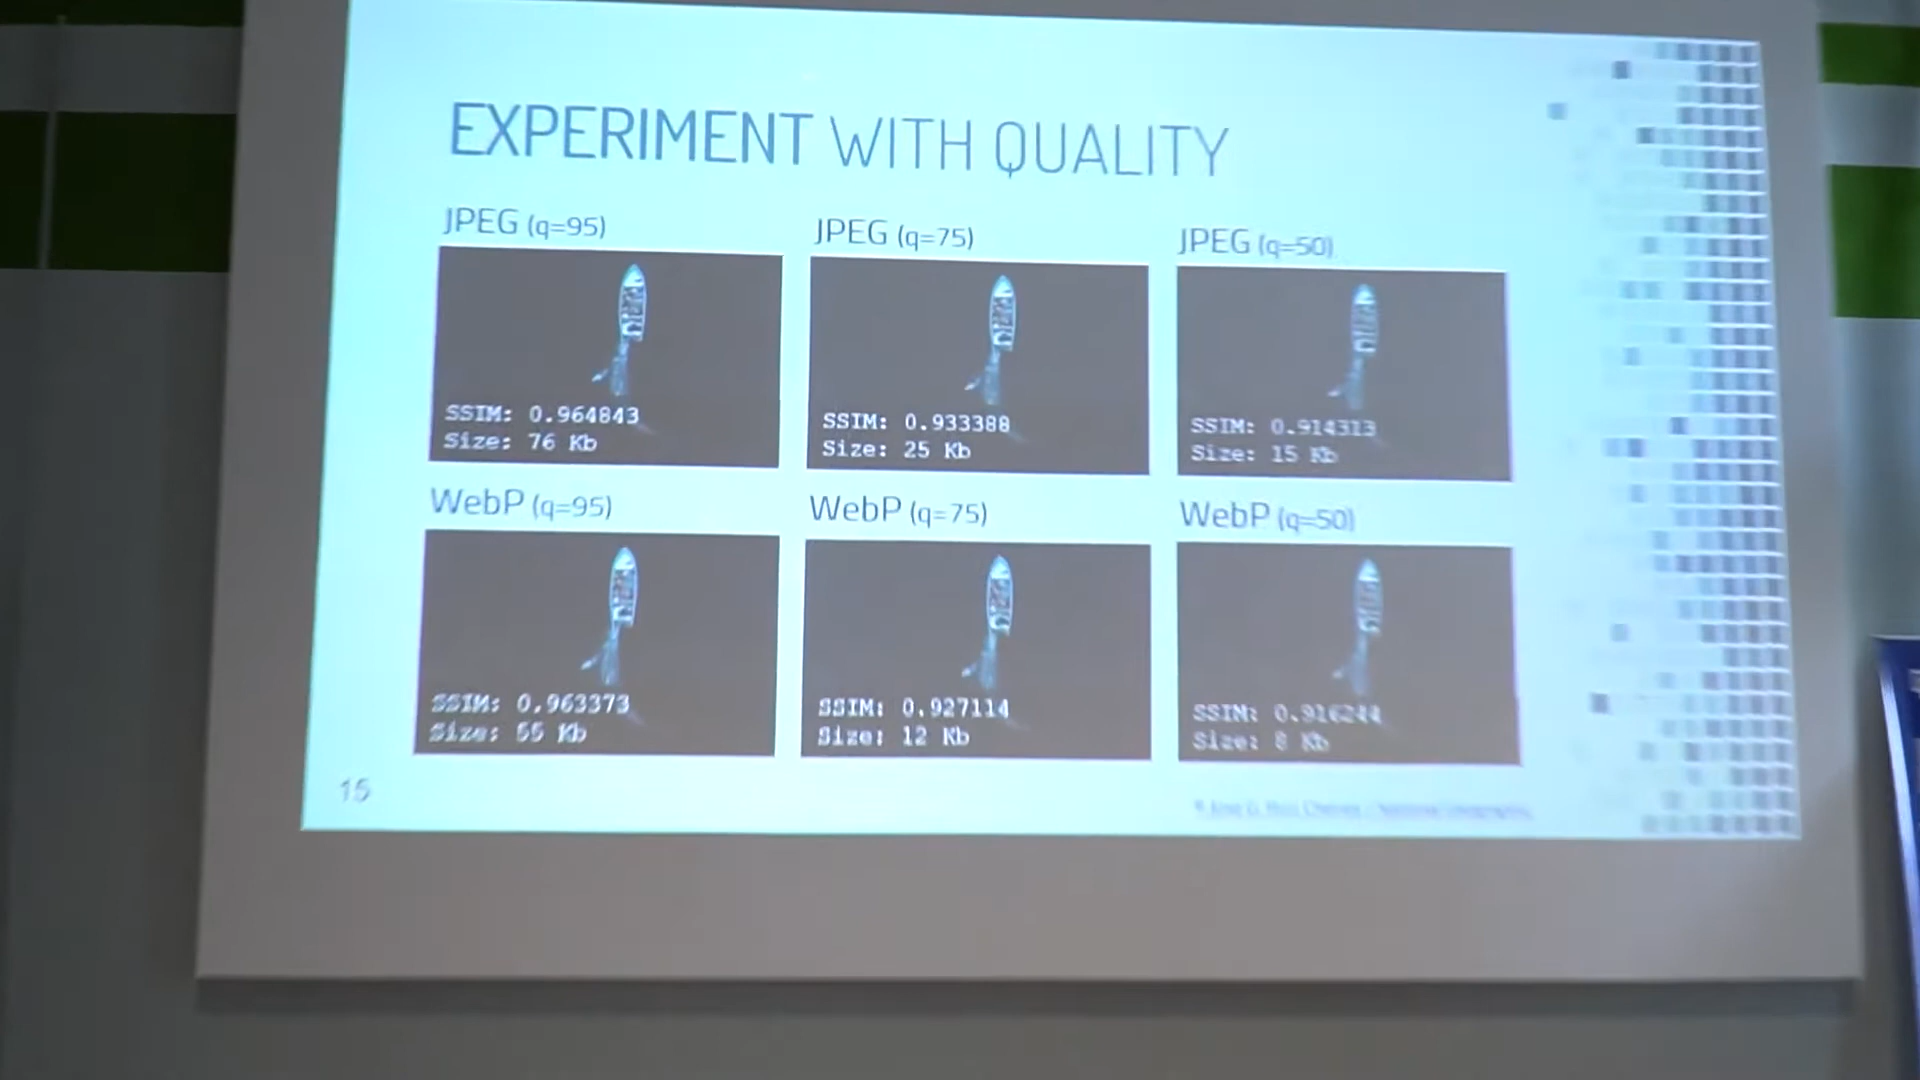 EXPERIMENT WITH QUALITY
JPEG (q=95)
JPEG (q=75)
JPEG (q=50)
SSIM: 0.964843
Size: 76 Kb
SSIM: 0.933388
Size: 25 Kb
SSIM: 0.914313
Size: 15 Kb
WebP (q=95)
WebP (q=75)
WebP (q=50)
SSIM: 0.963373
Size: 55 Kb
SSIM: 0.927114
Size: 12 Kb
SSIM: 0.916244
Size: 8 Kb
15